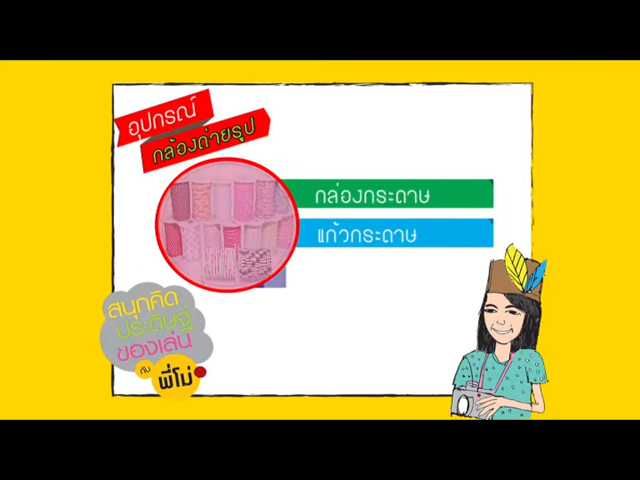 อุปกรณ์
กล้องถ่ายรูป
กล่องกระดาษ
แก้วกระดาษ
สนุกคิด
ประดิษฐ์
ของเล่น
กับ
พี่โม่